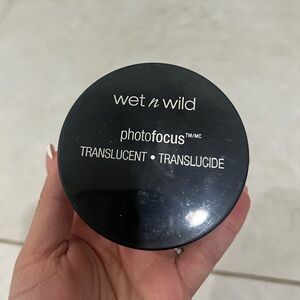 wet n wild
photofocus™/MC
TRANSLUCENT • TRANSLUCIDE